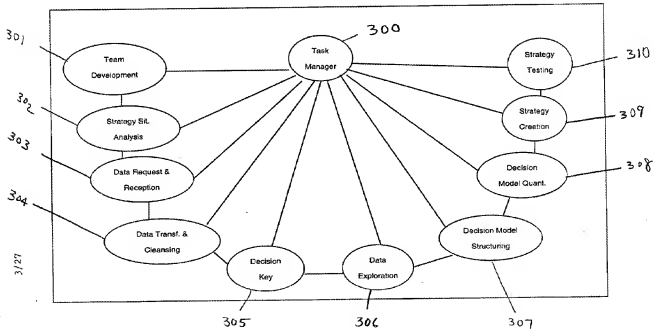 301
Team
Development
Task
Manager
300
Strategy
Testing
310
302
Strategy Sit.
Analysis
Strategy
Creation
309
303
Data Request &
Reception
Decision
Model Quant.
308
304
Data Transf. &
Cleansing
Decision Model
Structuring
Decision
Key
Data
Exploration
3/27
305
306
307